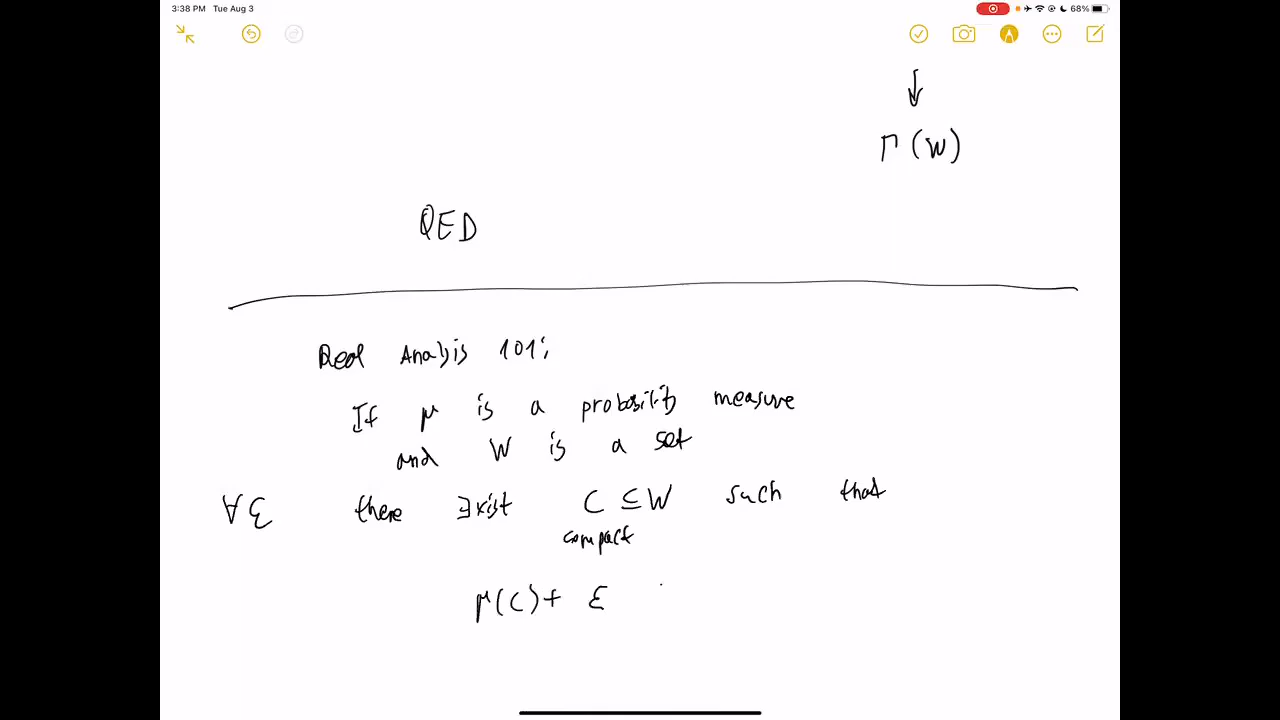 3:38 PM Tue Aug 3
68%
↓
Γ(W)
QED
Real Analysis 101:
If μ is a probability measure
and W is a set
∀ε there ∃xist C ⊆ W such that
compact
μ(C) + ε